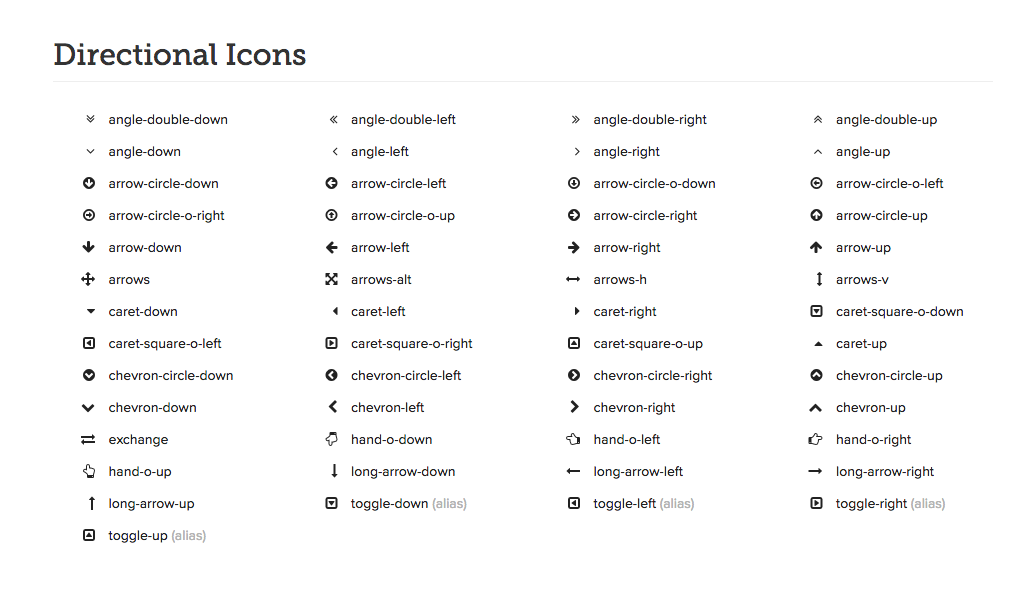 Directional Icons
angle-double-down angle-double-left angle-double-right angle-double-up
angle-down angle-left angle-right angle-up
arrow-circle-down arrow-circle-left arrow-circle-o-down arrow-circle-o-left
arrow-circle-o-right arrow-circle-o-up arrow-circle-right arrow-circle-up
arrow-down arrow-left arrow-right arrow-up
arrows arrows-alt arrows-h arrows-v
caret-down caret-left caret-right caret-square-o-down
caret-square-o-left caret-square-o-right caret-square-o-up caret-up
chevron-circle-down chevron-circle-left chevron-circle-right chevron-circle-up
chevron-down chevron-left chevron-right chevron-up
exchange hand-o-down hand-o-left hand-o-right
hand-o-up long-arrow-down long-arrow-left long-arrow-right
long-arrow-up toggle-down (alias) toggle-left (alias) toggle-right (alias)
toggle-up (alias)